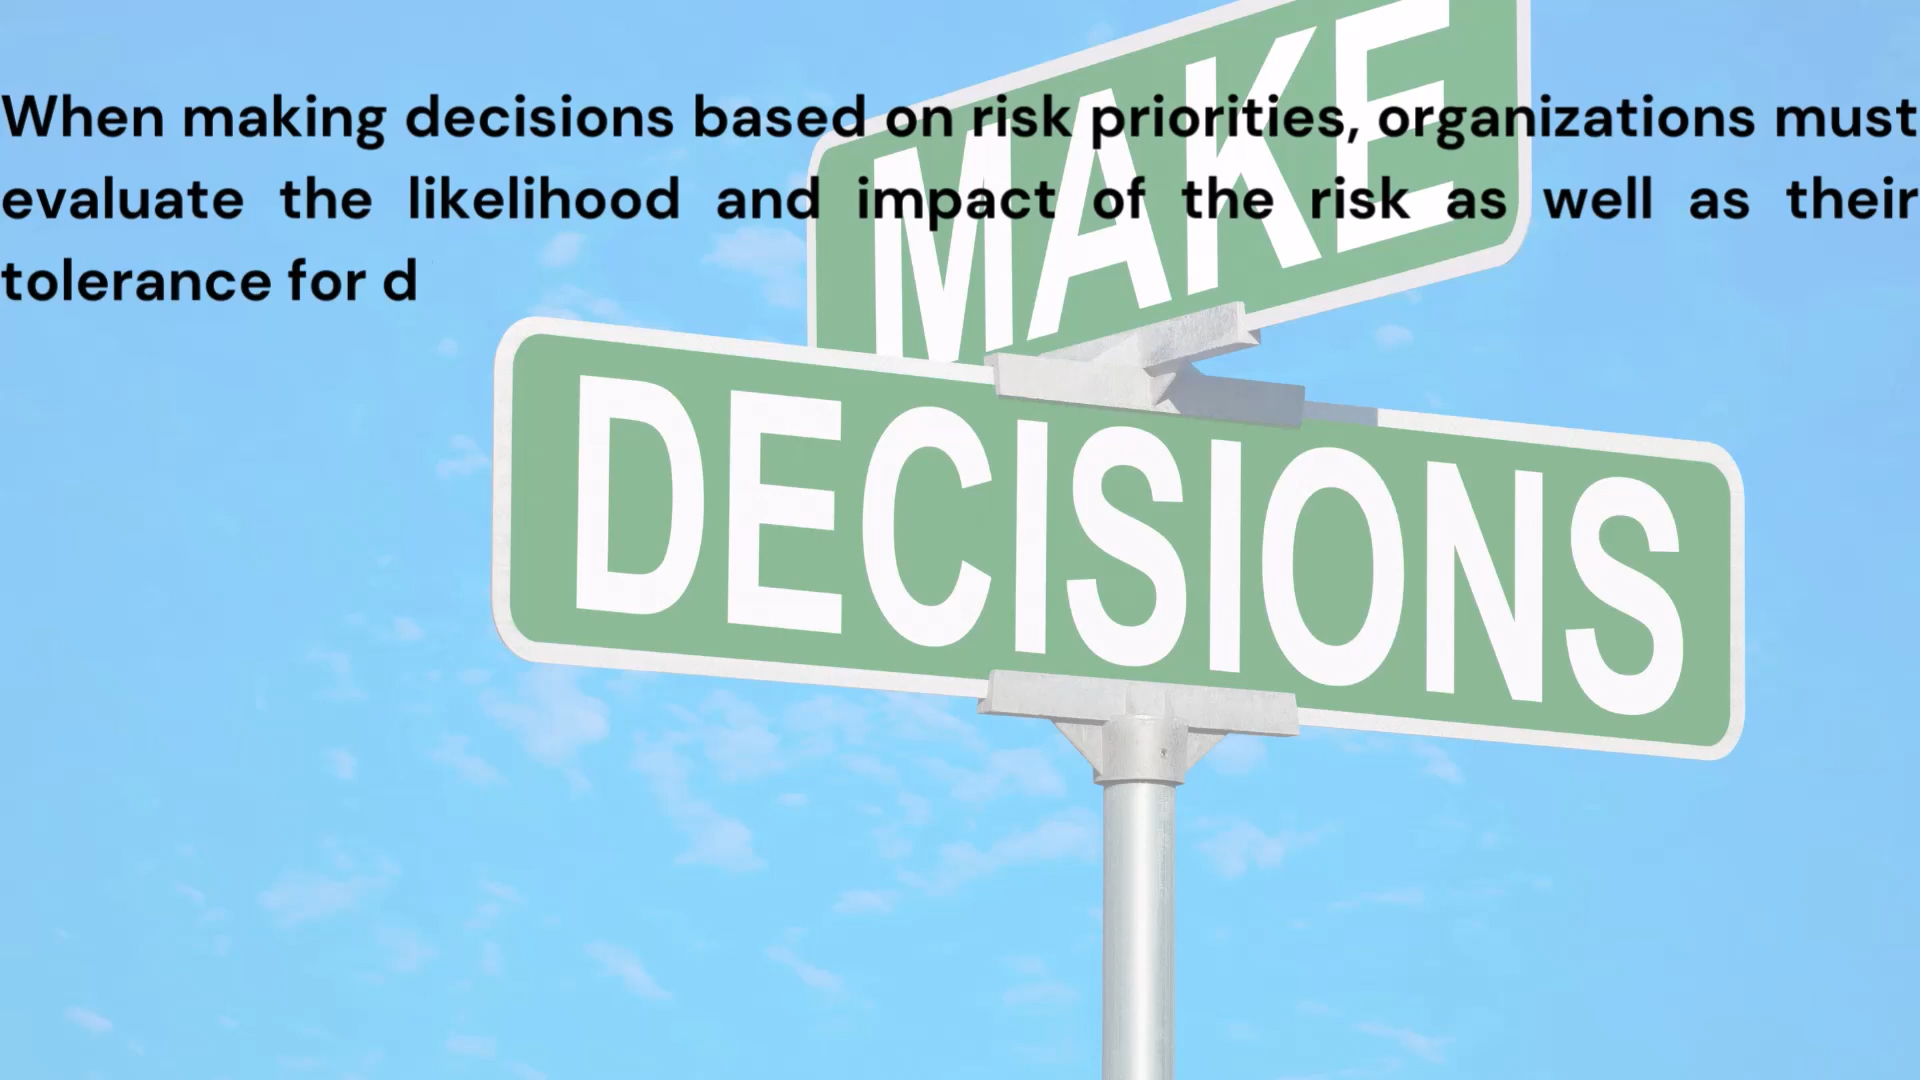 When making decisions based on risk priorities, organizations must
evaluate the likelihood and impact of the risk as well as their
tolerance for d
MAKE
DECISIONS